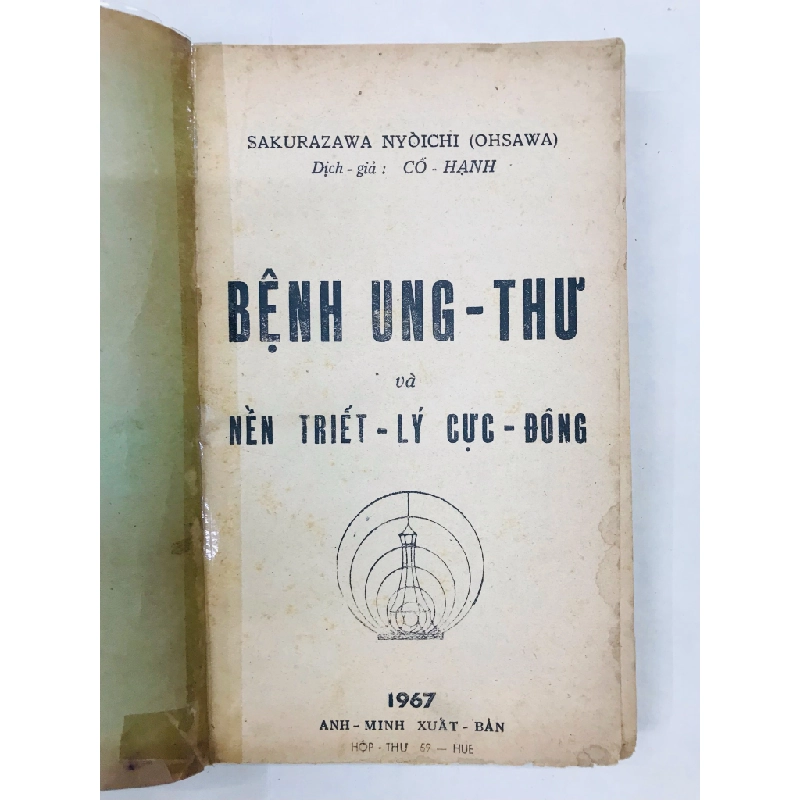 SAKURAZAWA NYÒICHI (OHSAWA)
Dịch - giả : CỔ - HẠNH
BỆNH UNG - THƯ
và
NỀN TRIẾT - LÝ CỰC - ĐÔNG
1967
ANH - MINH XUẤT - BẢN
HỘP - THƯ 69 — HUẾ